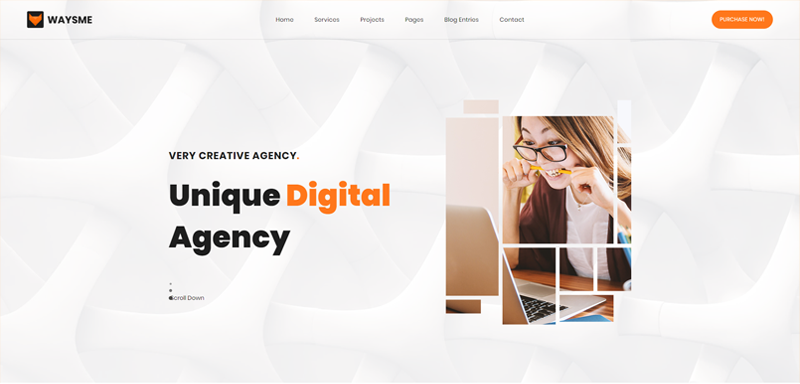 WAYSME
Home Services Projects Pages Blog Entries Contact
PURCHASE NOW!
VERY CREATIVE AGENCY.
Unique Digital
Agency
Scroll Down